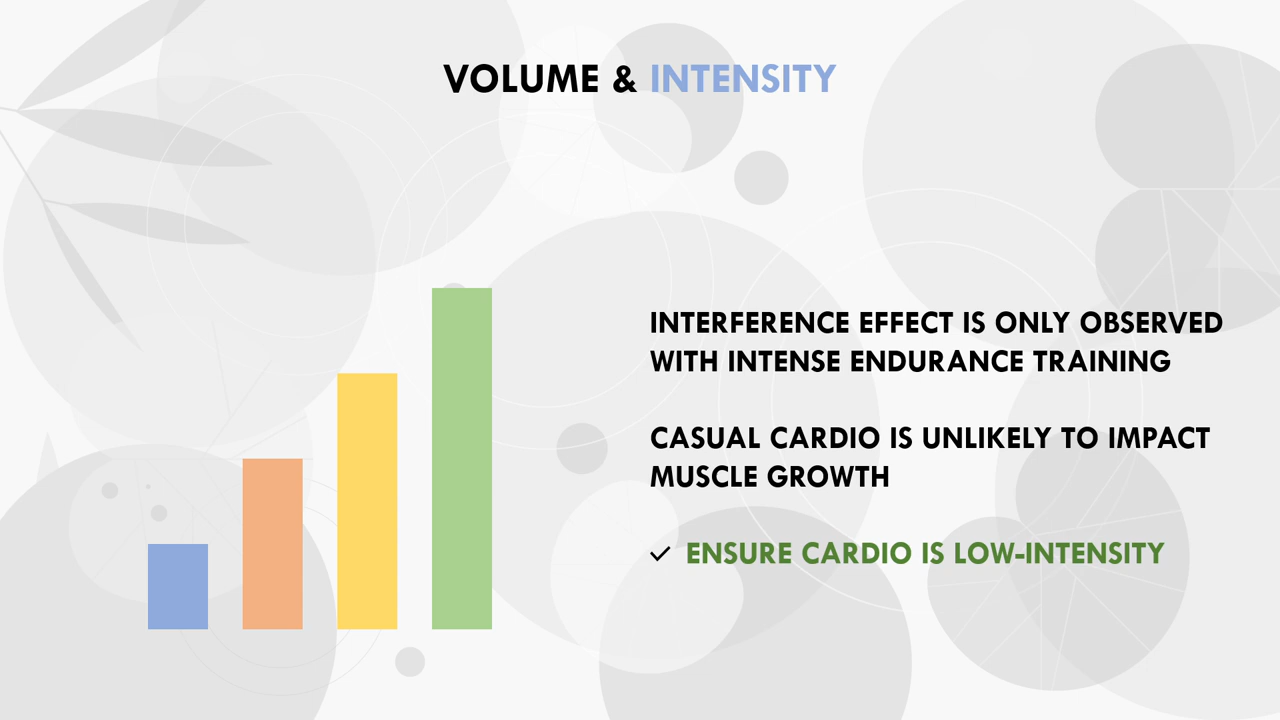 VOLUME & INTENSITY
INTERFERENCE EFFECT IS ONLY OBSERVED
WITH INTENSE ENDURANCE TRAINING
CASUAL CARDIO IS UNLIKELY TO IMPACT
MUSCLE GROWTH
✓ ENSURE CARDIO IS LOW-INTENSITY